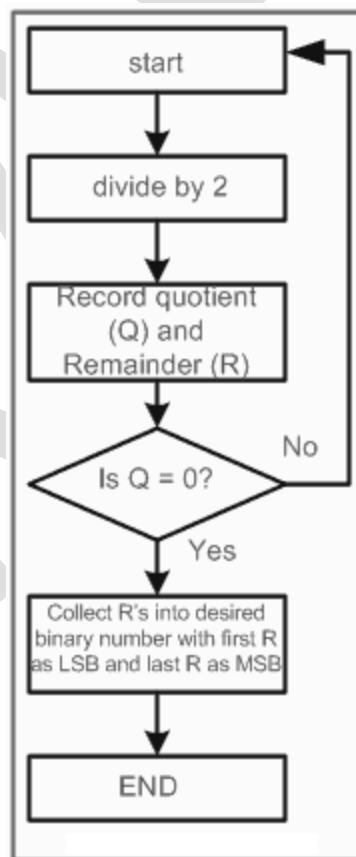 start
divide by 2
Record quotient
(Q) and
Remainder (R)
No
Is Q = 0?
Yes
Collect R's into desired
binary number with first R
as LSB and last R as MSB
END